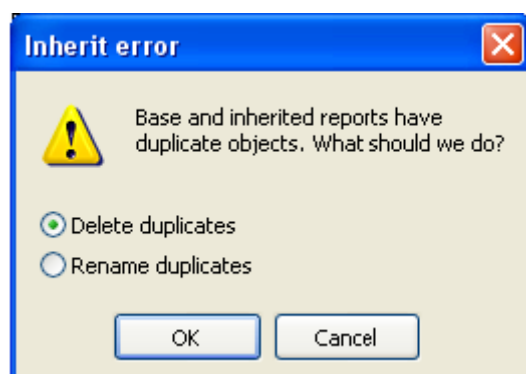 Inherit error
Base and inherited reports have
duplicate objects. What should we do?
Delete duplicates
Rename duplicates
OK
Cancel